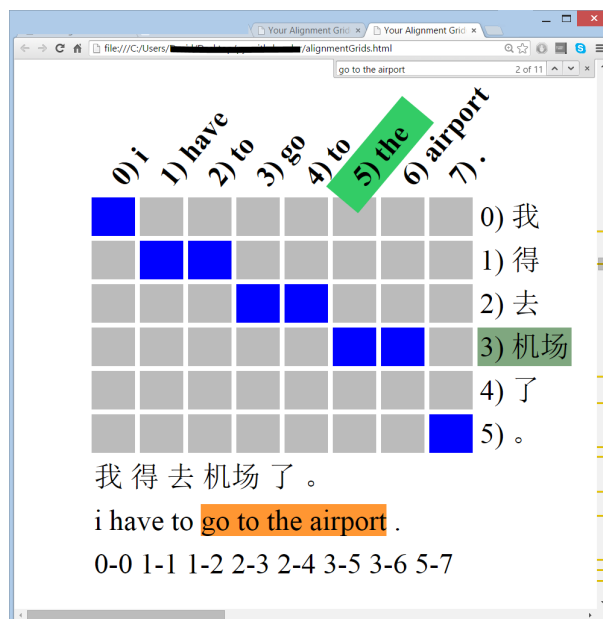 Your Alignment Grid × Your Alignment Grid ×
file:///C:/Users/ /alignmentGrids.html
go to the airport 2 of 11
0) i
1) have
2) to
3) go
4) to
5) the
6) airport
7) .
0) 我
1) 得
2) 去
3) 机场
4) 了
5) 。
我 得 去 机场 了 。
i have to go to the airport .
0-0 1-1 1-2 2-3 2-4 3-5 3-6 5-7